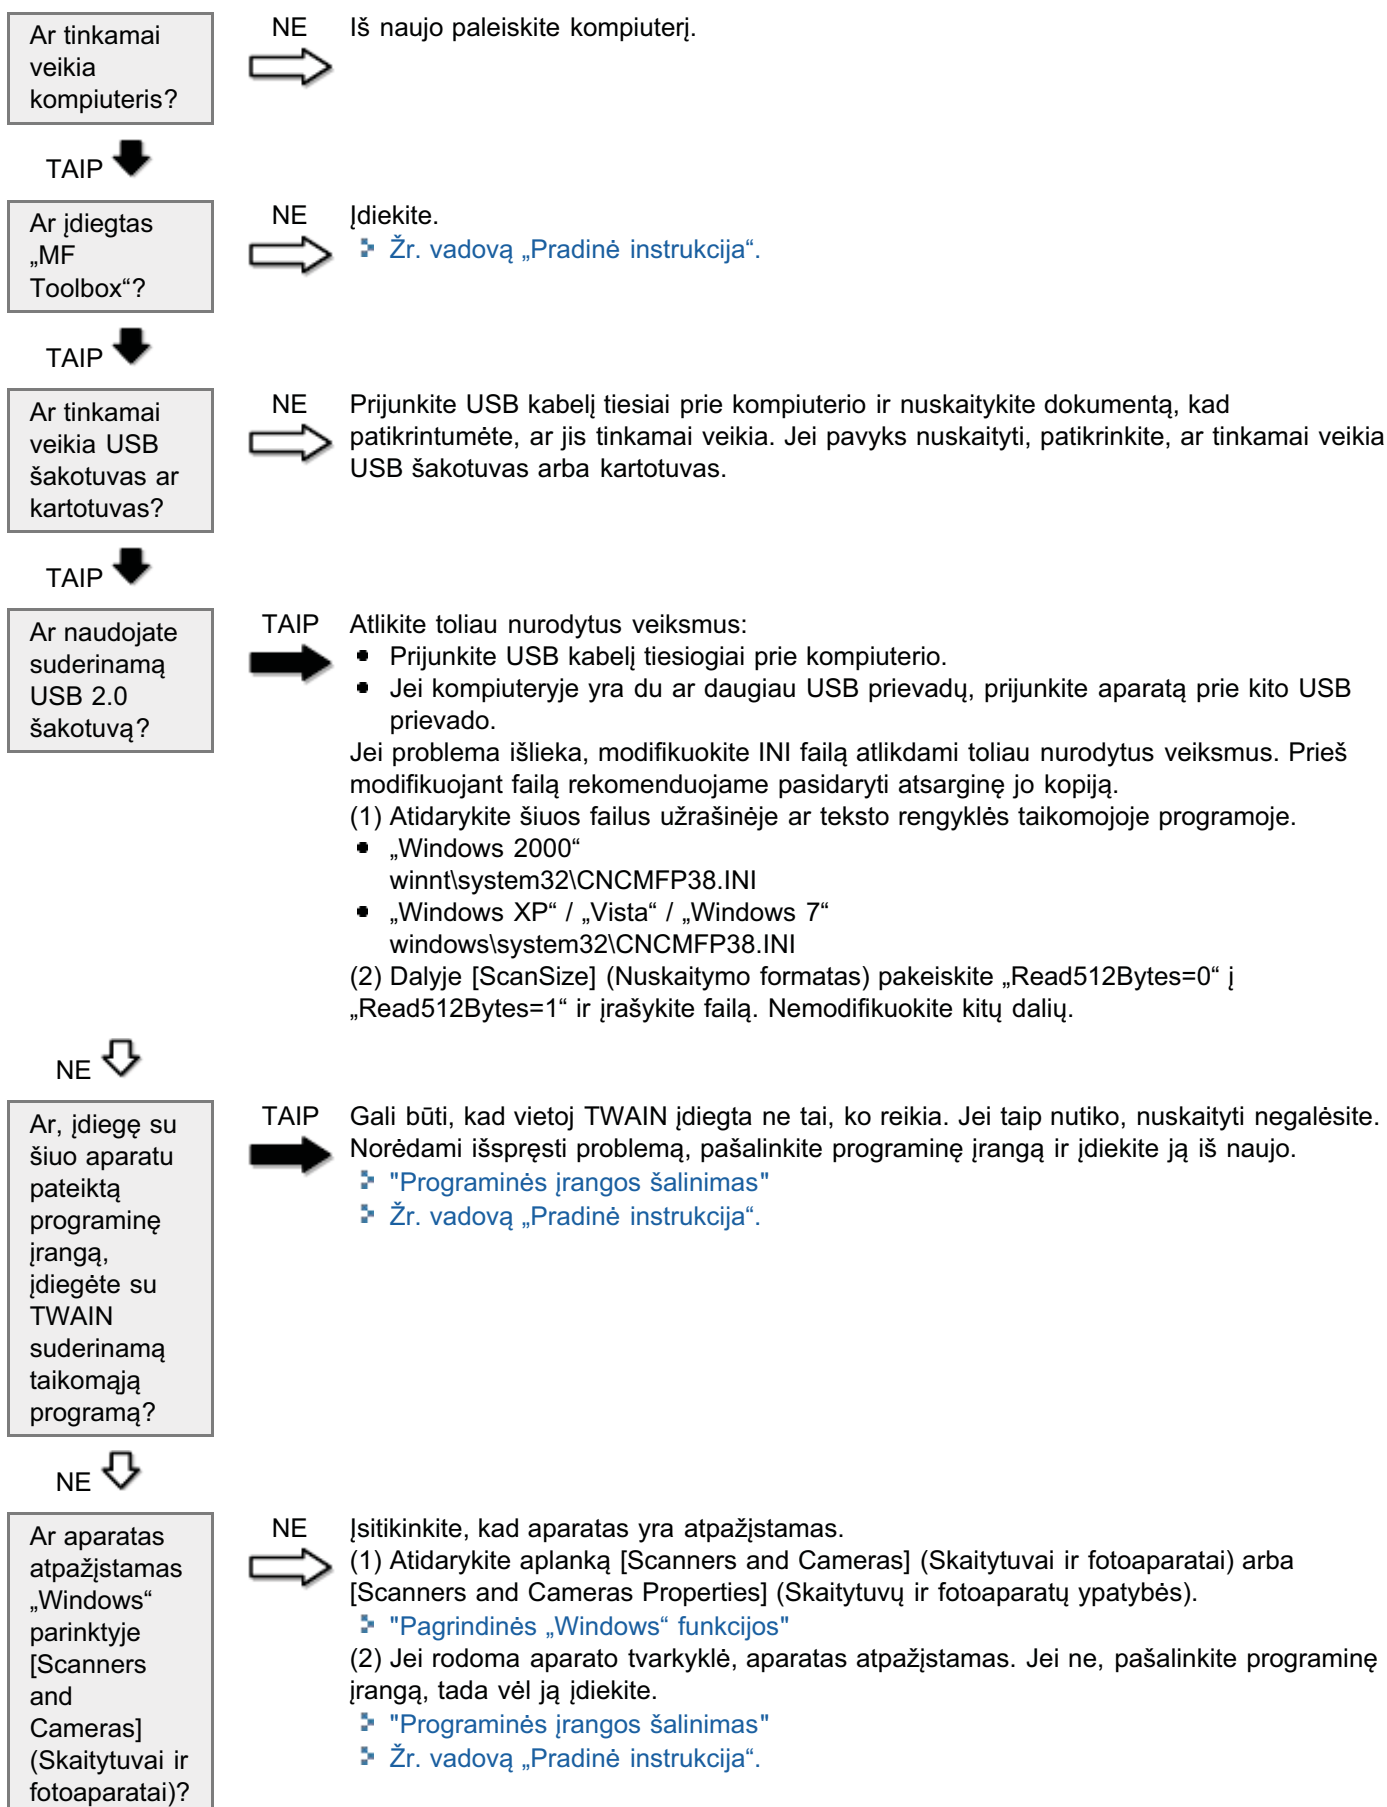 Ar tinkamai
veikia
kompiuteris?
NE
Iš naujo paleiskite kompiuterį.
TAIP
Ar įdiegtas
„MF
Toolbox“?
NE
Įdiekite.
Žr. vadovą „Pradinė instrukcija“.
TAIP
Ar tinkamai
veikia USB
šakotuvas ar
kartotuvas?
NE
Prijunkite USB kabelį tiesiai prie kompiuterio ir nuskaitykite dokumentą, kad
patikrintumėte, ar jis tinkamai veikia. Jei pavyks nuskaityti, patikrinkite, ar tinkamai veikia
USB šakotuvas arba kartotuvas.
TAIP
Ar naudojate
suderinamą
USB 2.0
šakotuvą?
TAIP
Atlikite toliau nurodytus veiksmus:
• Prijunkite USB kabelį tiesiogiai prie kompiuterio.
• Jei kompiuteryje yra du ar daugiau USB prievadų, prijunkite aparatą prie kito USB
prievado.
Jei problema išlieka, modifikuokite INI failą atlikdami toliau nurodytus veiksmus. Prieš
modifikuojant failą rekomenduojame pasidaryti atsarginę jo kopiją.
(1) Atidarykite šiuos failus užrašinėje ar teksto rengyklės taikomojoje programoje.
• „Windows 2000“
winnt\system32\CNCMFP38.INI
• „Windows XP“ / „Vista“ / „Windows 7“
windows\system32\CNCMFP38.INI
(2) Dalyje [ScanSize] (Nuskaitymo formatas) pakeiskite „Read512Bytes=0“ į
„Read512Bytes=1“ ir įrašykite failą. Nemodifikuokite kitų dalių.
NE
Ar, įdiegę su
šiuo aparatu
pateiktą
programinę
įrangą,
įdiegėte su
TWAIN
suderinamą
taikomąją
programą?
TAIP
Gali būti, kad vietoj TWAIN įdiegta ne tai, ko reikia. Jei taip nutiko, nuskaityti negalėsite.
Norėdami išspręsti problemą, pašalinkite programinę įrangą ir įdiekite ją iš naujo.
"Programinės įrangos šalinimas"
Žr. vadovą „Pradinė instrukcija“.
NE
Ar aparatas
atpažįstamas
„Windows“
parinktyje
[Scanners
and
Cameras]
(Skaitytuvai ir
fotoaparatai)?
NE
Įsitikinkite, kad aparatas yra atpažįstamas.
(1) Atidarykite aplanką [Scanners and Cameras] (Skaitytuvai ir fotoaparatai) arba
[Scanners and Cameras Properties] (Skaitytuvų ir fotoaparatų ypatybės).
"Pagrindinės „Windows“ funkcijos"
(2) Jei rodoma aparato tvarkyklė, aparatas atpažįstamas. Jei ne, pašalinkite programinę
įrangą, tada vėl ją įdiekite.
"Programinės įrangos šalinimas"
Žr. vadovą „Pradinė instrukcija“.